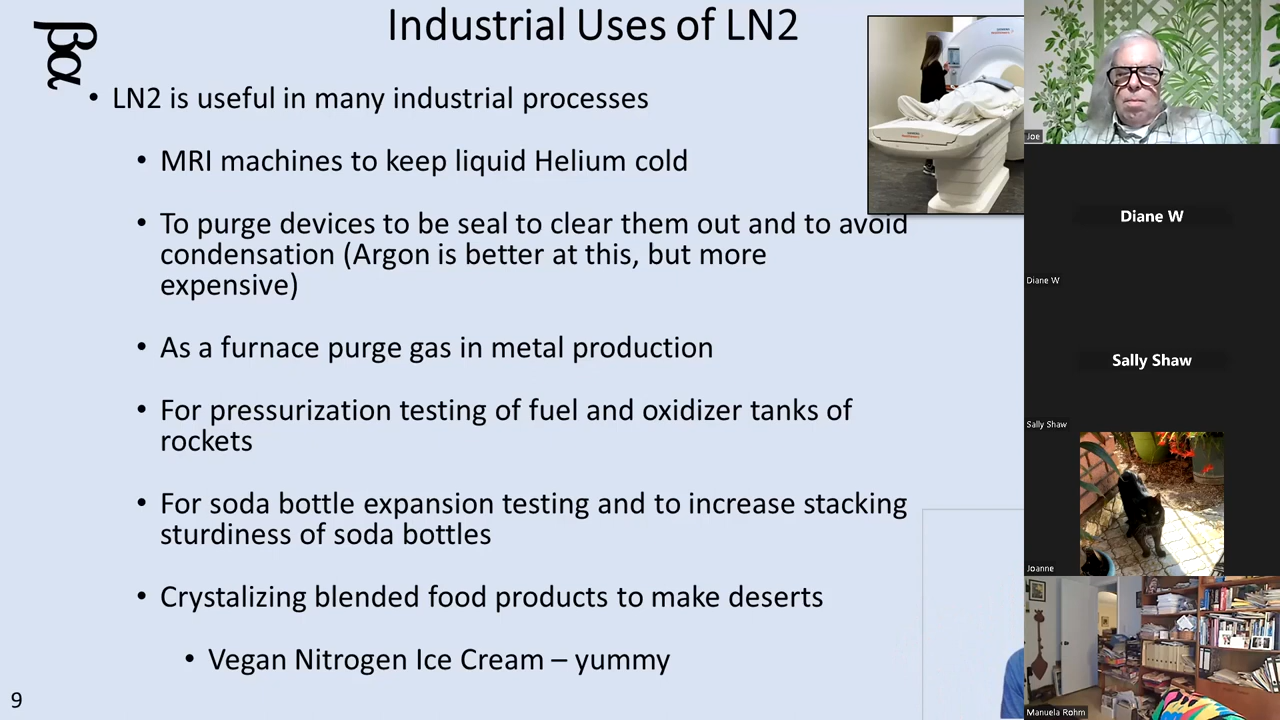 Industrial Uses of LN2
βα
• LN2 is useful in many industrial processes
• MRI machines to keep liquid Helium cold
• To purge devices to be seal to clear them out and to avoid
condensation (Argon is better at this, but more
expensive)
• As a furnace purge gas in metal production
• For pressurization testing of fuel and oxidizer tanks of
rockets
• For soda bottle expansion testing and to increase stacking
sturdiness of soda bottles
• Crystalizing blended food products to make deserts
• Vegan Nitrogen Ice Cream – yummy
9
Joe
Diane W
Diane W
Sally Shaw
Sally Shaw
Joanne
Manuela Rohm